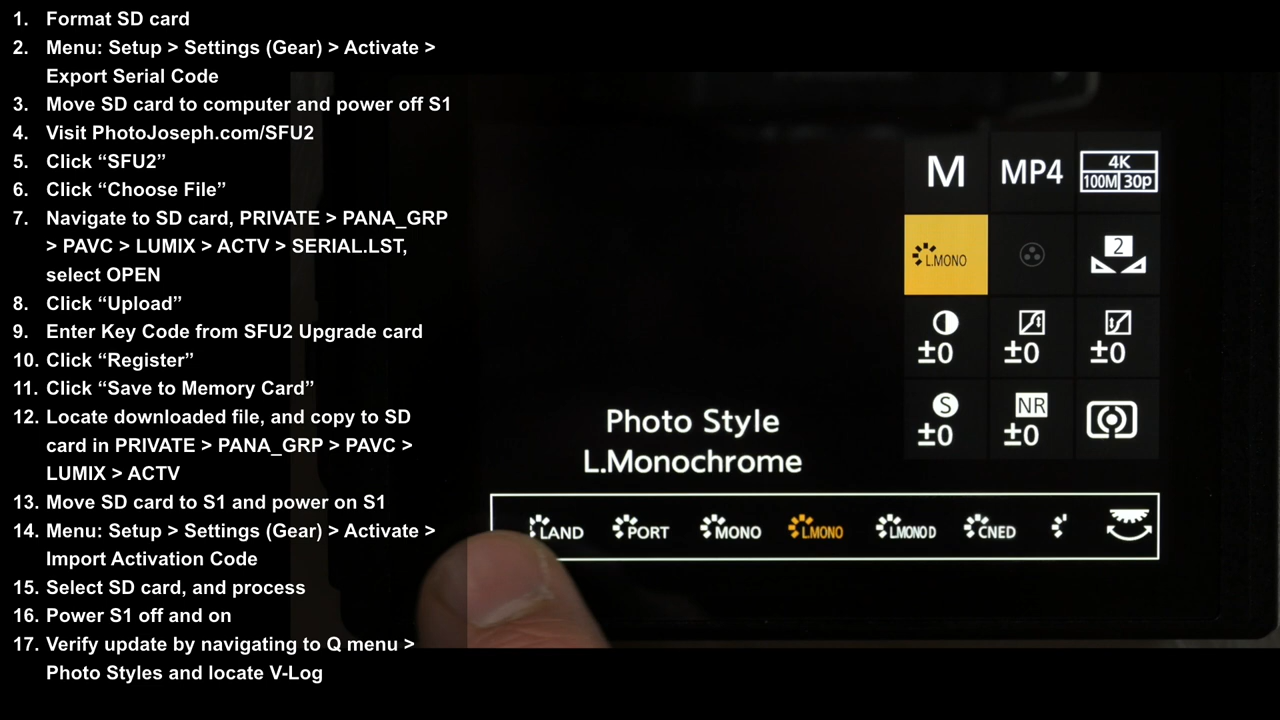 1. Format SD card
2. Menu: Setup > Settings (Gear) > Activate >
Export Serial Code
3. Move SD card to computer and power off S1
4. Visit PhotoJoseph.com/SFU2
5. Click “SFU2”
6. Click “Choose File”
7. Navigate to SD card, PRIVATE > PANA_GRP
> PAVC > LUMIX > ACTV > SERIAL.LST,
select OPEN
8. Click “Upload”
9. Enter Key Code from SFU2 Upgrade card
10. Click “Register”
11. Click “Save to Memory Card”
12. Locate downloaded file, and copy to SD
card in PRIVATE > PANA_GRP > PAVC >
LUMIX > ACTV
13. Move SD card to S1 and power on S1
14. Menu: Setup > Settings (Gear) > Activate >
Import Activation Code
15. Select SD card, and process
16. Power S1 off and on
17. Verify update by navigating to Q menu >
Photo Styles and locate V-Log
M MP4 4K
100M 30p
L.MONO 2
±0 ±0 ±0
S NR
±0 ±0
Photo Style
L.Monochrome
LAND PORT MONO L.MONO L.MONO D CNED